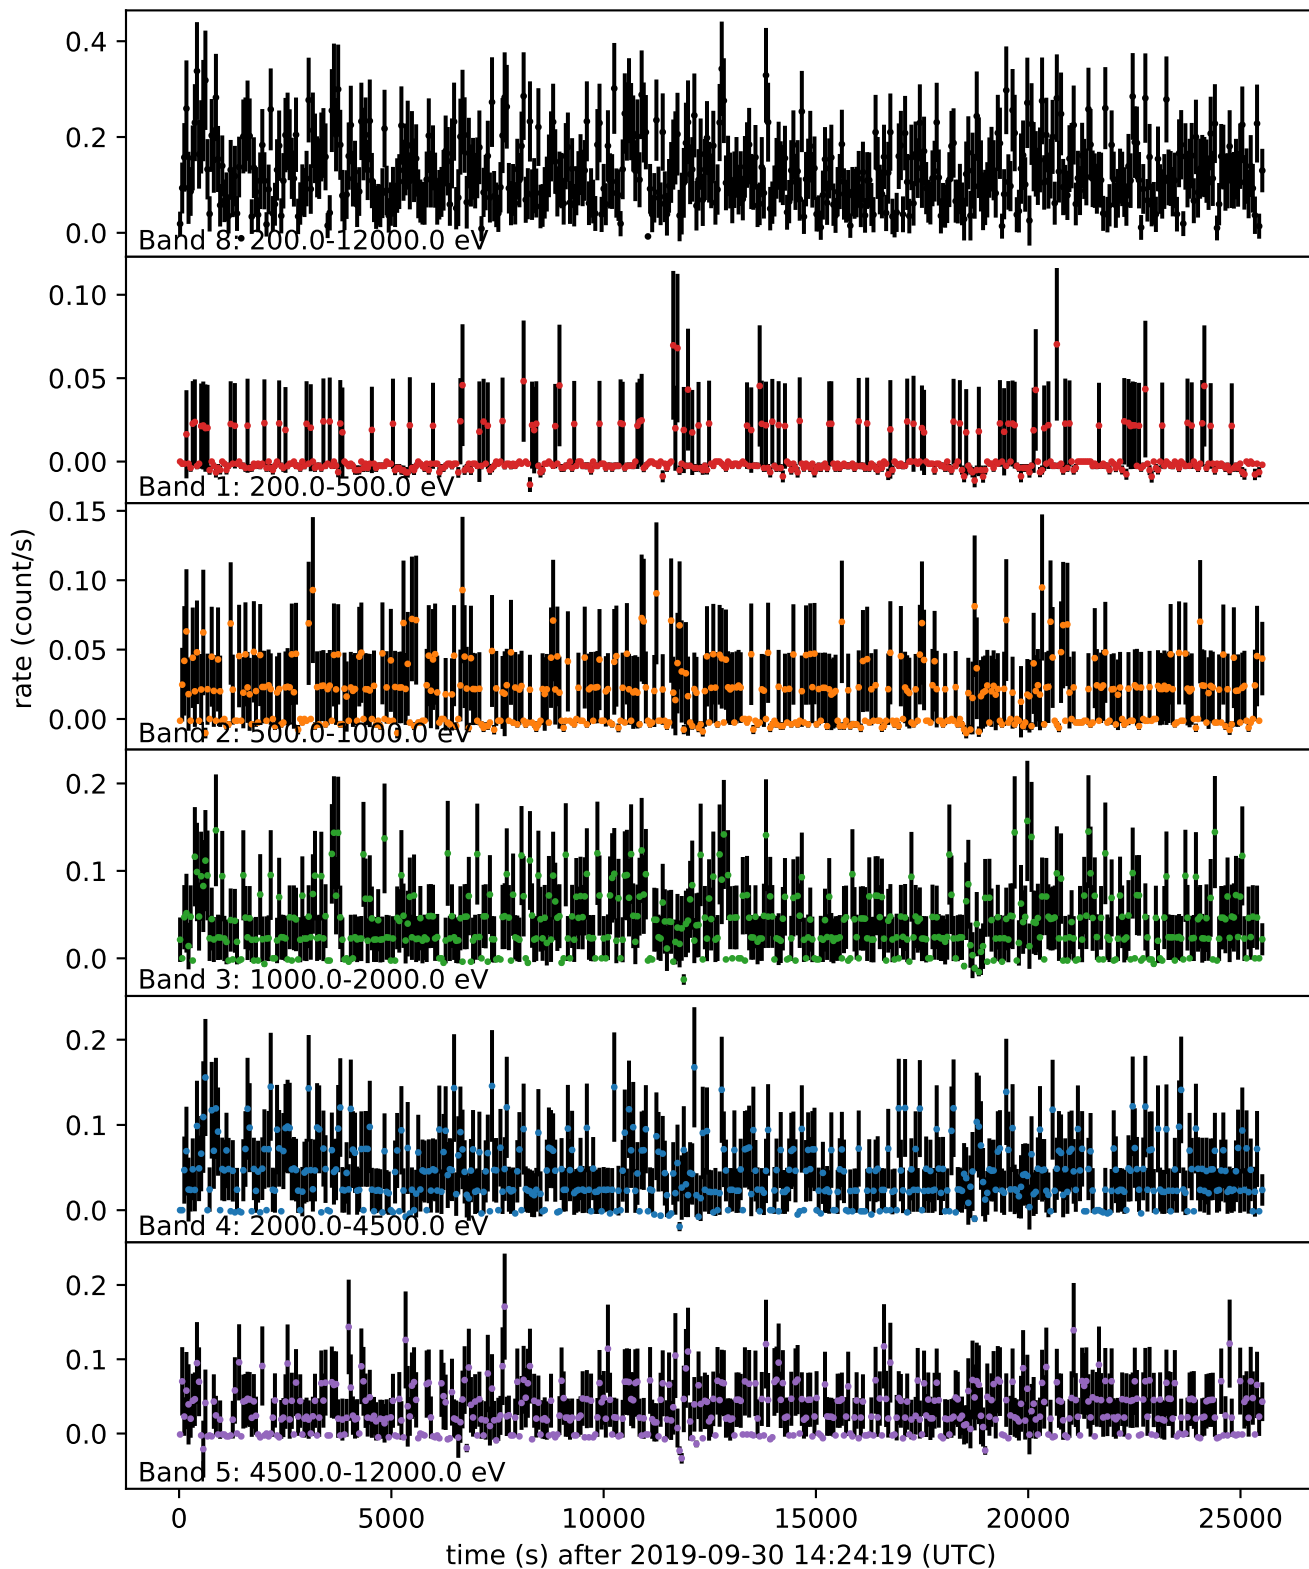 0.4
0.2
0.0
Band 8: 200.0-12000.0 eV
0.10
0.05
0.00
Band 1: 200.0-500.0 eV
0.15
0.10
0.05
0.00
Band 2: 500.0-1000.0 eV
rate (count/s)
0.2
0.1
0.0
Band 3: 1000.0-2000.0 eV
0.2
0.1
0.0
Band 4: 2000.0-4500.0 eV
0.2
0.1
0.0
Band 5: 4500.0-12000.0 eV
0 5000 10000 15000 20000 25000
time (s) after 2019-09-30 14:24:19 (UTC)